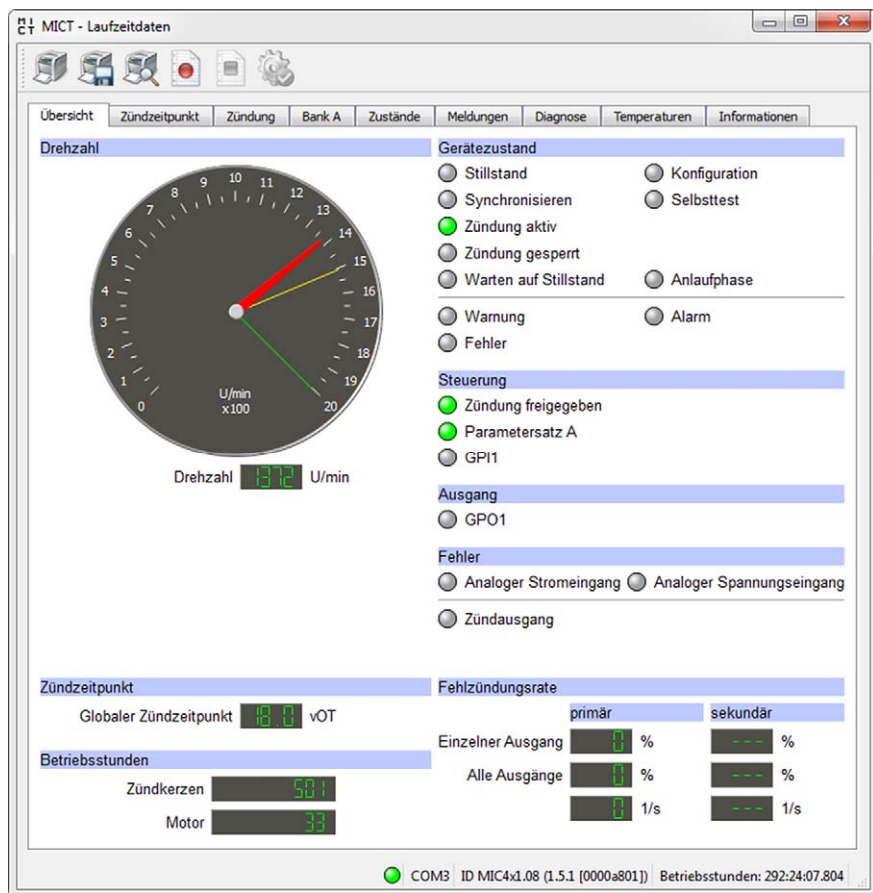 MICT - Laufzeitdaten
Übersicht Zündzeitpunkt Zündung Bank A Zustände Meldungen Diagnose Temperaturen Informationen
Drehzahl
0 1 2 3 4 5 6 7 8 9 10 11 12 13 14 15 16 17 18 19 20
U/min
x100
Drehzahl 1372 U/min
Gerätezustand
Stillstand Konfiguration
Synchronisieren Selbsttest
Zündung aktiv
Zündung gesperrt
Warten auf Stillstand Anlaufphase
Warnung Alarm
Fehler
Steuerung
Zündung freigegeben
Parametersatz A
GPI1
Ausgang
GPO1
Fehler
Analoger Stromeingang Analoger Spannungseingang
Zündausgang
Zündzeitpunkt
Globaler Zündzeitpunkt 18.0 vOT
Betriebsstunden
Zündkerzen 501
Motor 33
Fehlzündungsrate
primär sekundär
Einzelner Ausgang 0 % --- %
Alle Ausgänge 0 % --- %
0 1/s --- 1/s
COM3 ID MIC4x1.08 (1.5.1 [0000a801]) Betriebsstunden: 292:24:07.804